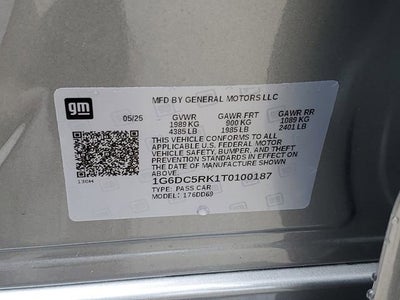 gm
MFD BY GENERAL MOTORS LLC
05/25 GVWR GAWR FRT GAWR RR
1989 KG 900 KG 1089 KG
4385 LB 1985 LB 2401 LB
THIS VEHICLE CONFORMS TO ALL
APPLICABLE U.S. FEDERAL MOTOR
VEHICLE SAFETY, BUMPER, AND THEFT
PREVENTION STANDARDS IN EFFECT ON
THE DATE OF MANUFACTURE SHOWN
ABOVE.
1G6DC5RK1T0100187
TYPE: PASS CAR
MODEL: 176DD69